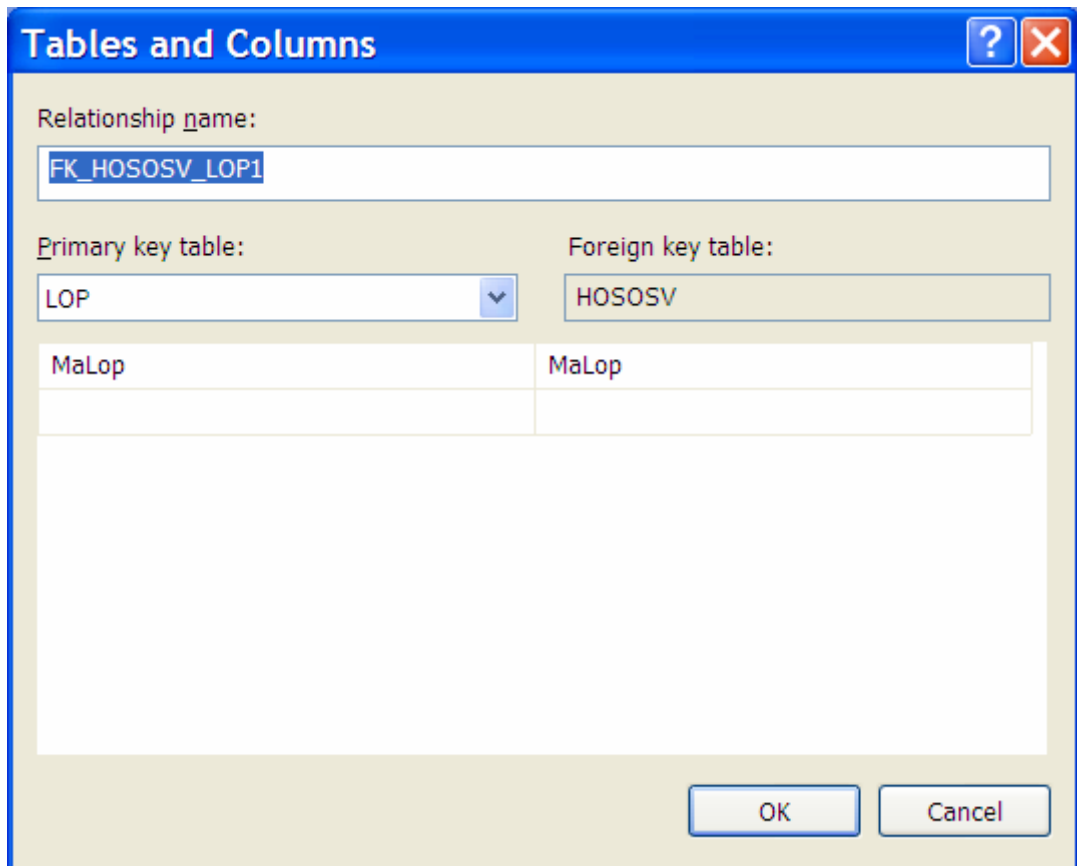 Tables and Columns
Relationship name:
FK_HOSOSV_LOP1
Primary key table:
Foreign key table:
LOP
HOSOSV
MaLop
MaLop
OK
Cancel